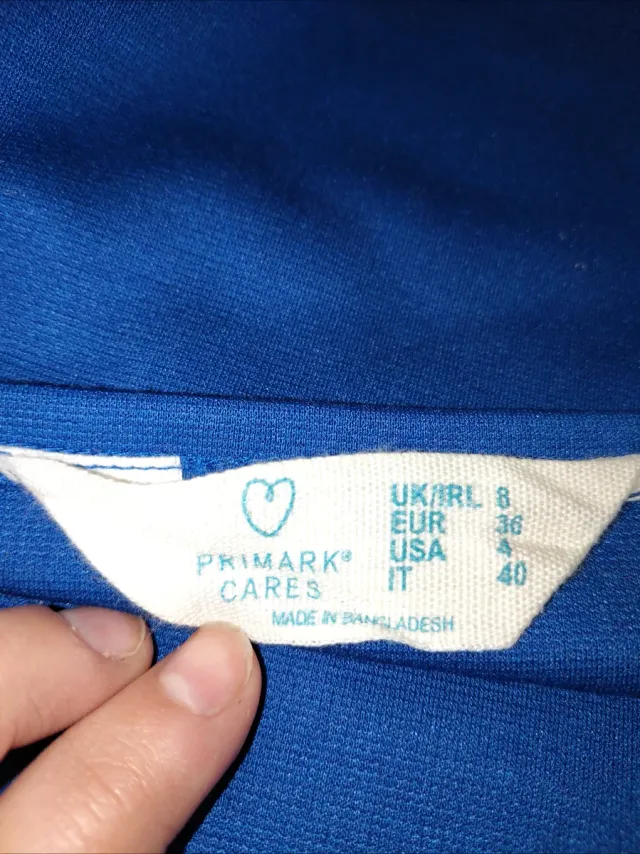 PRIMARK®
CARES
UK/IRL 8
EUR 36
USA 4
IT 40
MADE IN BANGLADESH